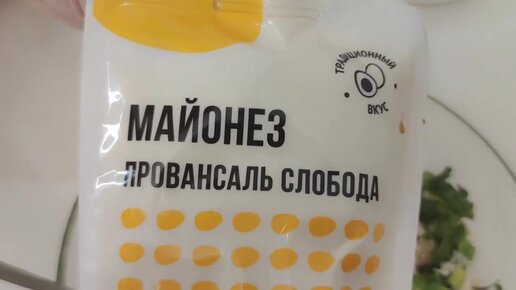 ТРАДИЦИОННЫЙ
ВКУС
МАЙОНЕЗ
ПРОВАНСАЛЬ СЛОБОДА